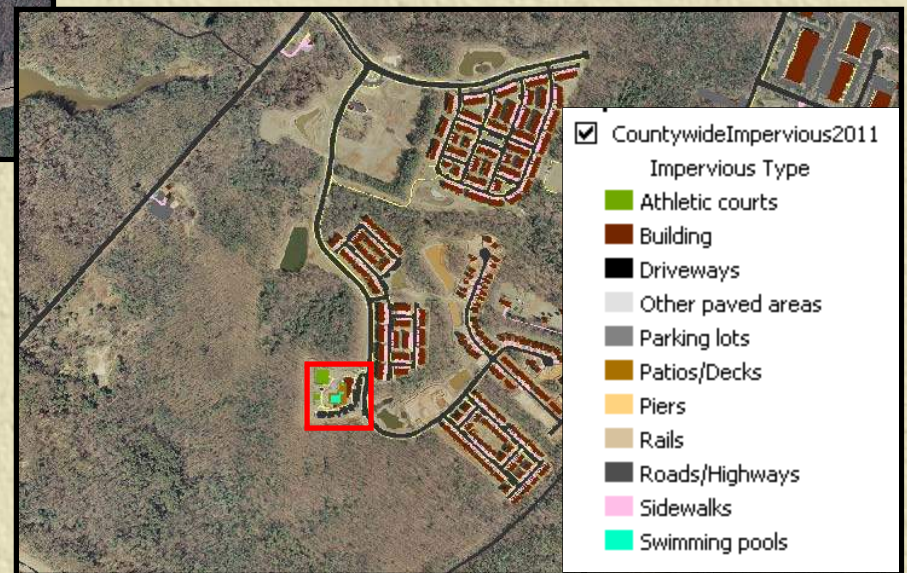 CountywideImpervious2011
Impervious Type
Athletic courts
Building
Driveways
Other paved areas
Parking lots
Patios/Decks
Piers
Rails
Roads/Highways
Sidewalks
Swimming pools